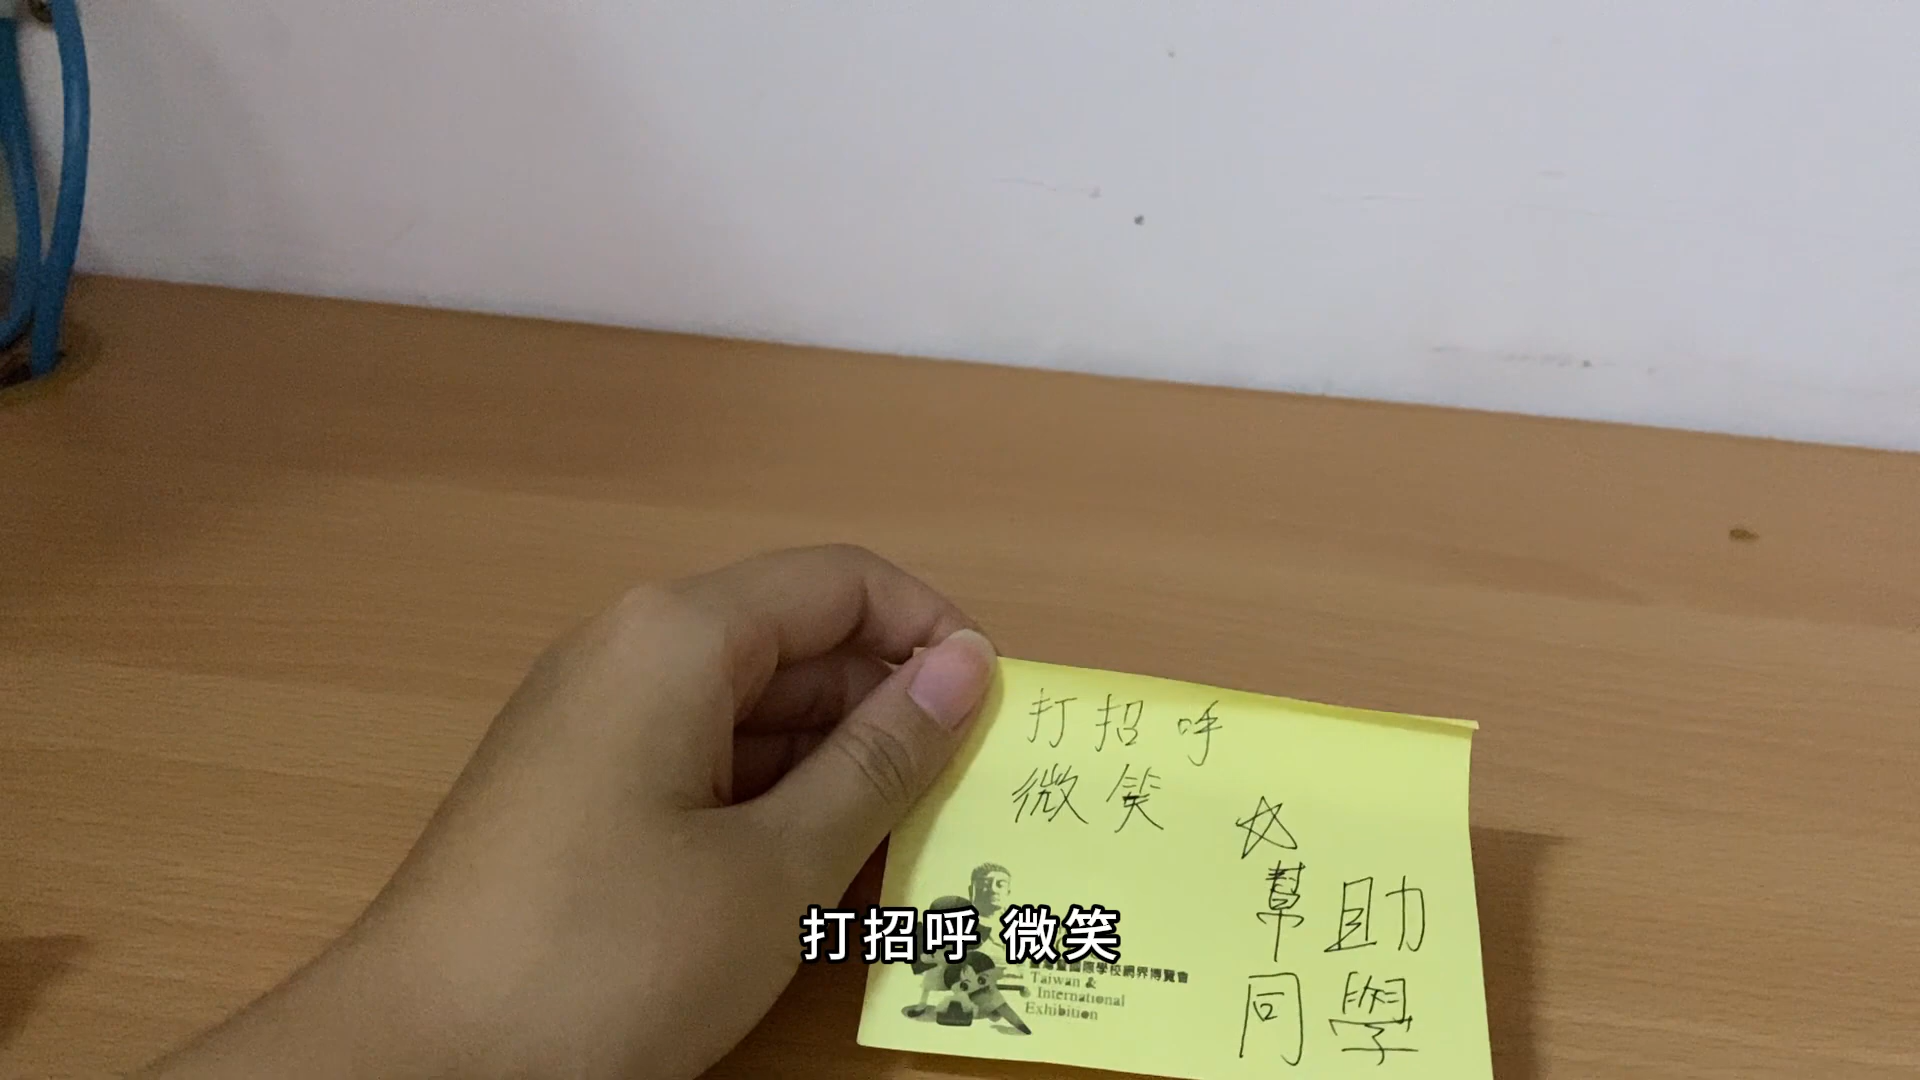 打招呼
微笑
☆
幫助
同學
打招呼 微笑
國際學校網界博覽會
Taiwan &
International
Exhibition